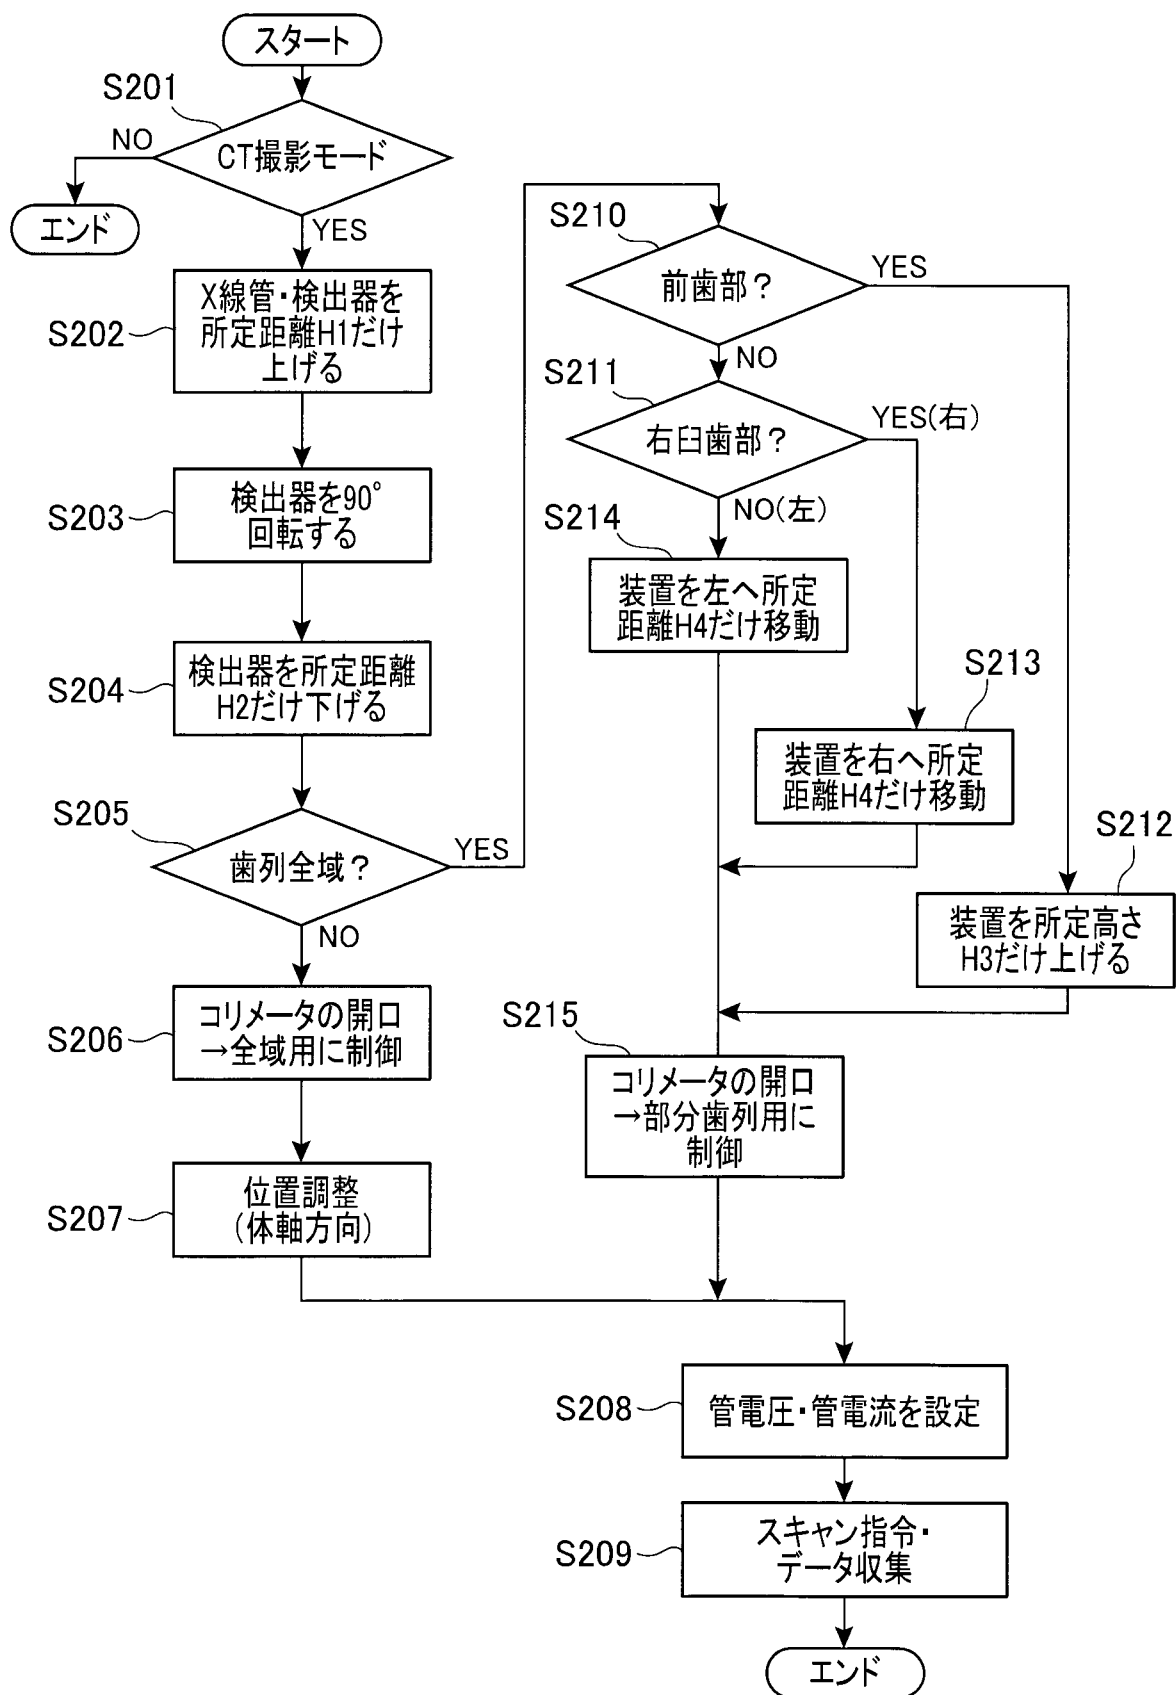 スタート
S201
CT撮影モード
NO
エンド
YES
S202
X線管・検出器を
所定距離H1だけ
上げる
S203
検出器を90°
回転する
S204
検出器を所定距離
H2だけ下げる
S205
歯列全域?
YES
NO
S206
コリメータの開口
→全域用に制御
S207
位置調整
(体軸方向)
S210
前歯部?
YES
NO
S211
右臼歯部?
YES(右)
NO(左)
S214
装置を左へ所定
距離H4だけ移動
S213
装置を右へ所定
距離H4だけ移動
S212
装置を所定高さ
H3だけ上げる
S215
コリメータの開口
→部分歯列用に
制御
S208
管電圧・管電流を設定
S209
スキャン指令・
データ収集
エンド